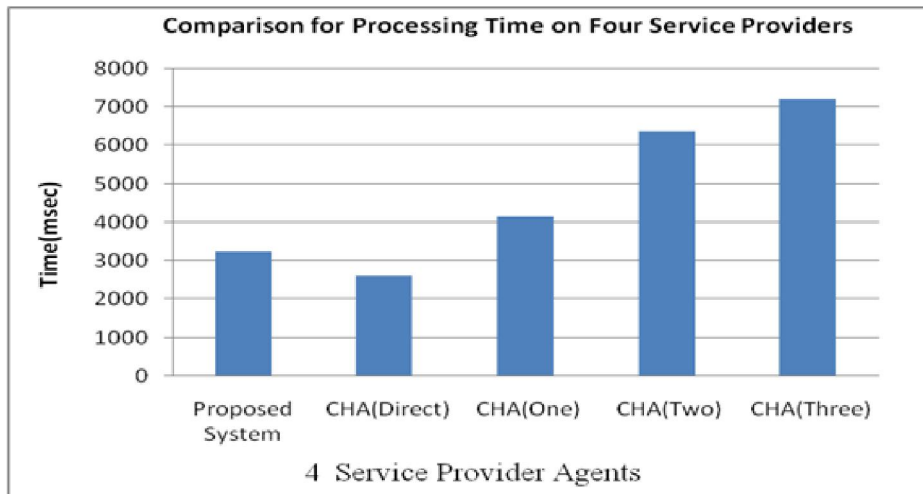 Comparison for Processing Time on Four Service Providers
8000
7000
6000
5000
4000
3000
2000
1000
0
Time(msec)
Proposed System
CHA(Direct)
CHA(One)
CHA(Two)
CHA(Three)
4 Service Provider Agents